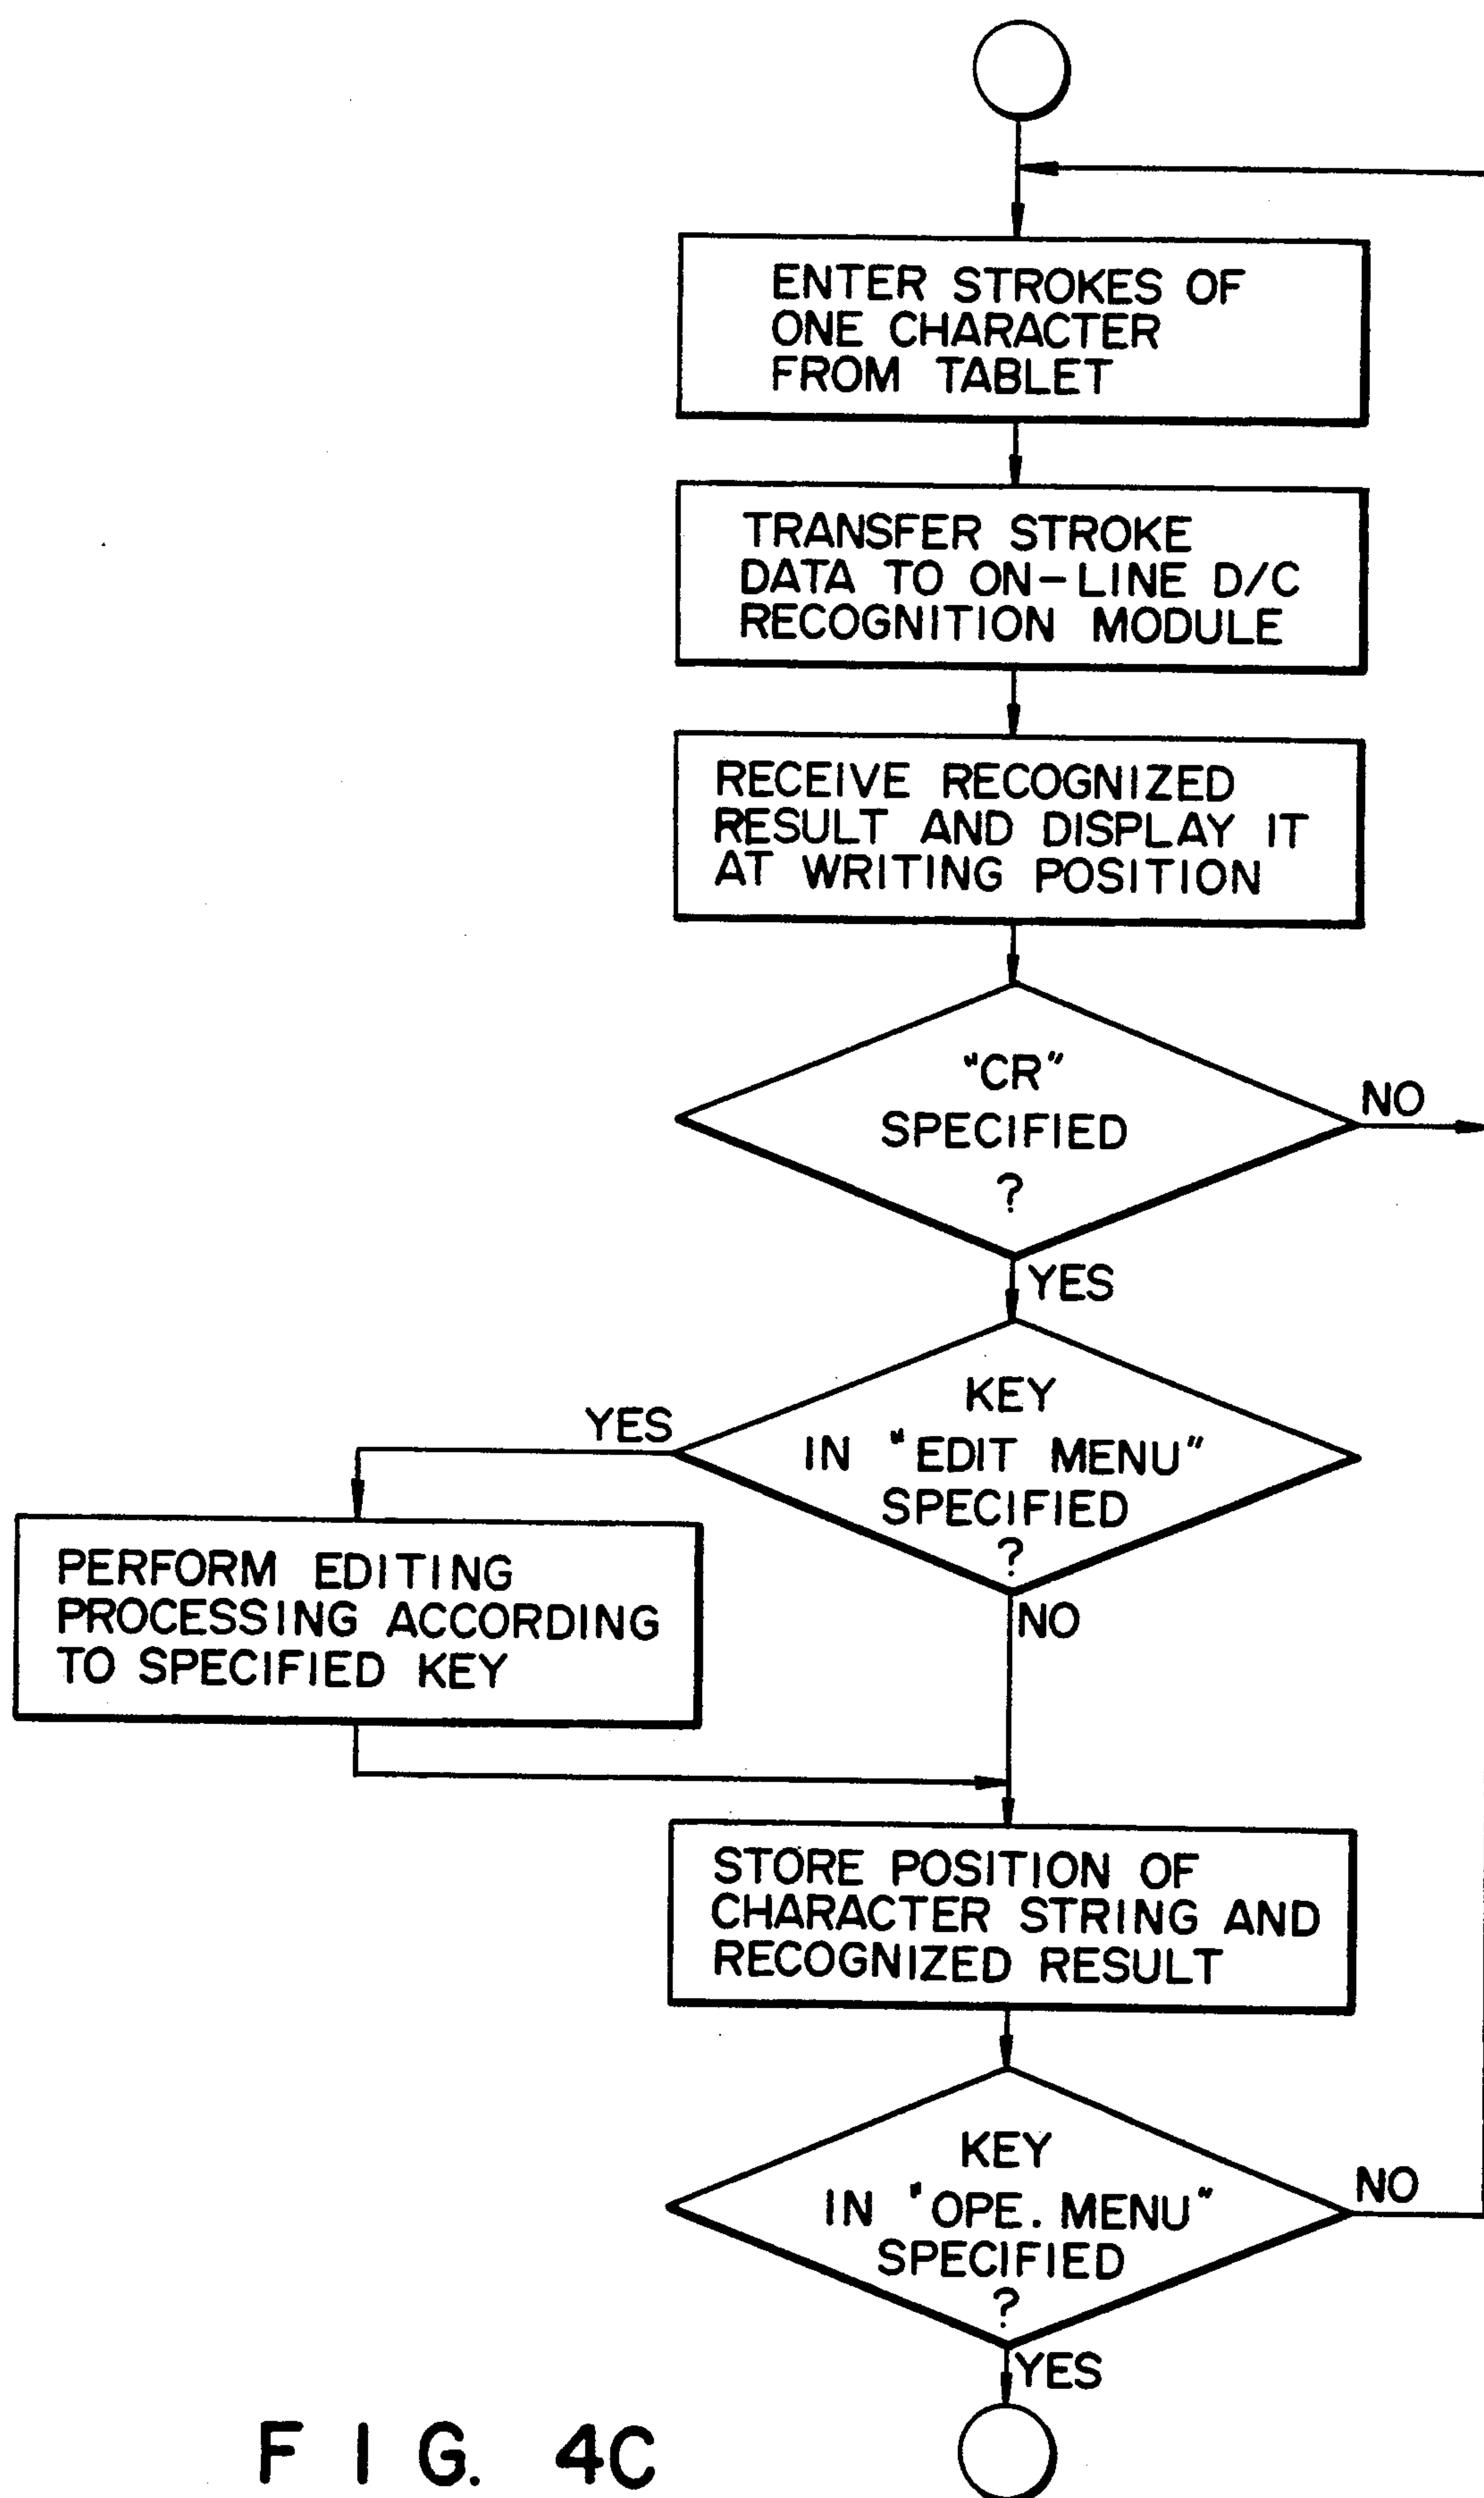 ENTER STROKES OF
ONE CHARACTER
FROM TABLET
TRANSFER STROKE
DATA TO ON-LINE D/C
RECOGNITION MODULE
RECEIVE RECOGNIZED
RESULT AND DISPLAY IT
AT WRITING POSITION
"CR"
SPECIFIED
?
NO
YES
KEY
IN "EDIT MENU"
SPECIFIED
?
YES
NO
PERFORM EDITING
PROCESSING ACCORDING
TO SPECIFIED KEY
STORE POSITION OF
CHARACTER STRING AND
RECOGNIZED RESULT
KEY
IN "OPE. MENU"
SPECIFIED
?
NO
YES
FIG. 4C